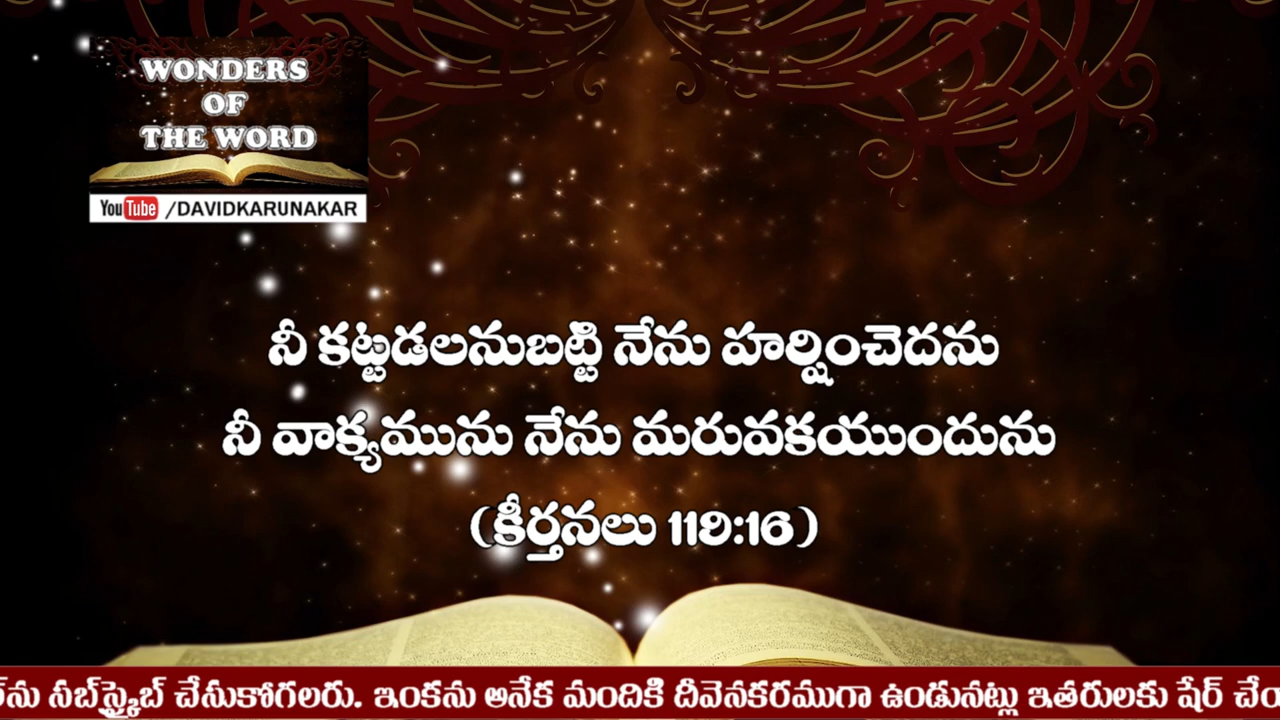 WONDERS
OF
THE WORD
YouTube /DAVIDKARUNAKAR
నీ కట్టడలనుబట్టి నేను హర్షించెదను
నీ వాక్యమును నేను మరువకయుందును
(కీర్తనలు 119:16)
సబ్‌స్క్రైబ్ చేసుకోగలరు. ఇంకను అనేక మందికి దీవెనకరముగా ఉండునట్లు ఇతరులకు షేర్